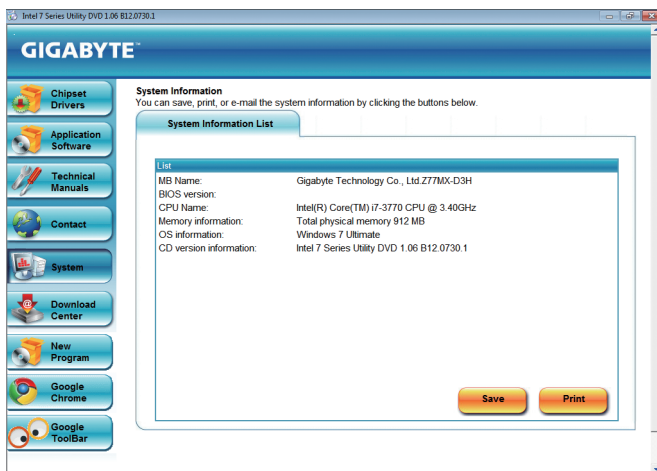 Intel 7 Series Utility DVD 1.06 B12.0730.1
GIGABYTE™
Chipset
Drivers
Application
Software
Technical
Manuals
Contact
System
Download
Center
New
Program
Google
Chrome
Google
ToolBar
System Information
You can save, print, or e-mail the system information by clicking the buttons below.
System Information List
List
MB Name: Gigabyte Technology Co., Ltd.Z77MX-D3H
BIOS version:
CPU Name: Intel(R) Core(TM) i7-3770 CPU @ 3.40GHz
Memory information: Total physical memory 912 MB
OS information: Windows 7 Ultimate
CD version information: Intel 7 Series Utility DVD 1.06 B12.0730.1
Save Print